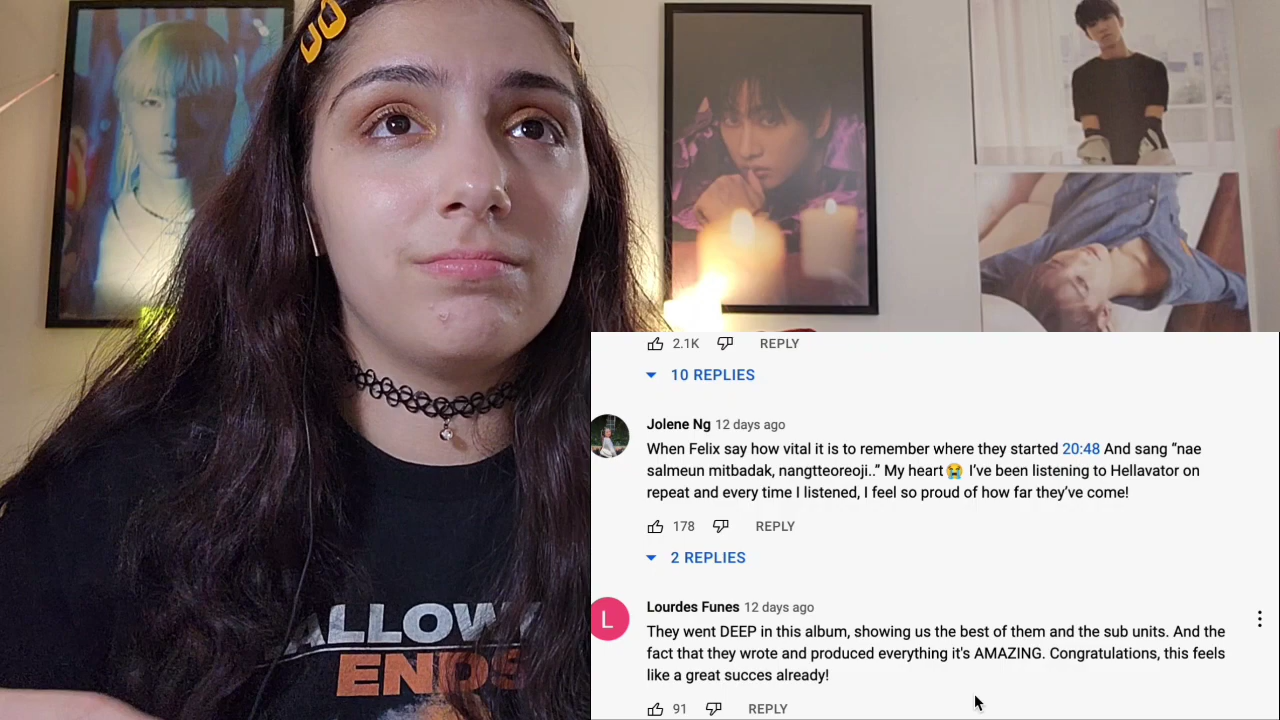 ALLOW
ENDS
2.1K REPLY
10 REPLIES
Jolene Ng 12 days ago
When Felix say how vital it is to remember where they started 20:48 And sang “nae
salmeun mitbadak, nangtteoreoji..” My heart😭 I’ve been listening to Hellavator on
repeat and every time I listened, I feel so proud of how far they’ve come!
178 REPLY
2 REPLIES
L
Lourdes Funes 12 days ago
They went DEEP in this album, showing us the best of them and the sub units. And the
fact that they wrote and produced everything it's AMAZING. Congratulations, this feels
like a great succes already!
91 REPLY